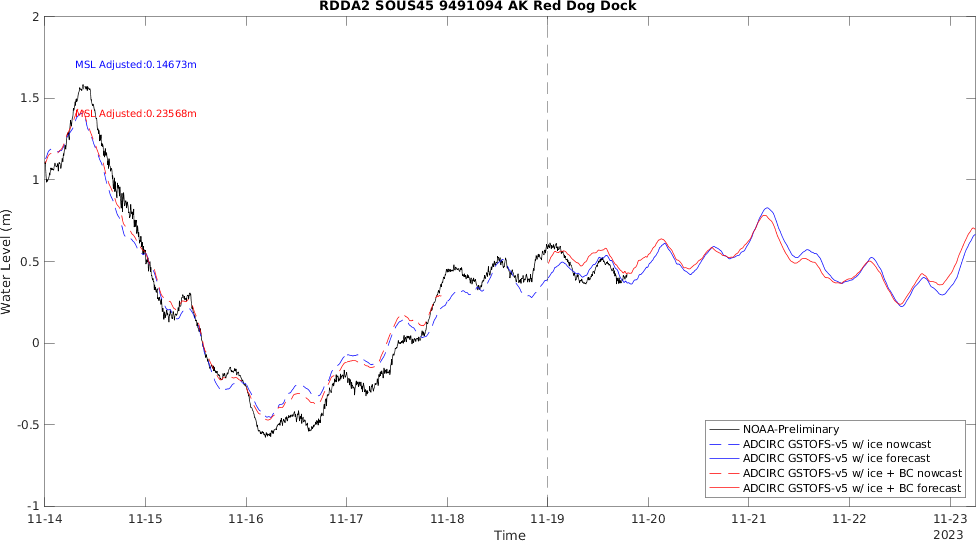 RDDA2 SOUS45 9491094 AK Red Dog Dock
2
1.5
1
0.5
0
-0.5
-1
Water Level (m)
MSL Adjusted:0.14673m
MSL Adjusted:0.23568m
NOAA-Preliminary
ADCIRC GSTOFS-v5 w/ ice nowcast
ADCIRC GSTOFS-v5 w/ ice forecast
ADCIRC GSTOFS-v5 w/ ice + BC nowcast
ADCIRC GSTOFS-v5 w/ ice + BC forecast
11-14 11-15 11-16 11-17 11-18 11-19 11-20 11-21 11-22 11-23
Time
2023